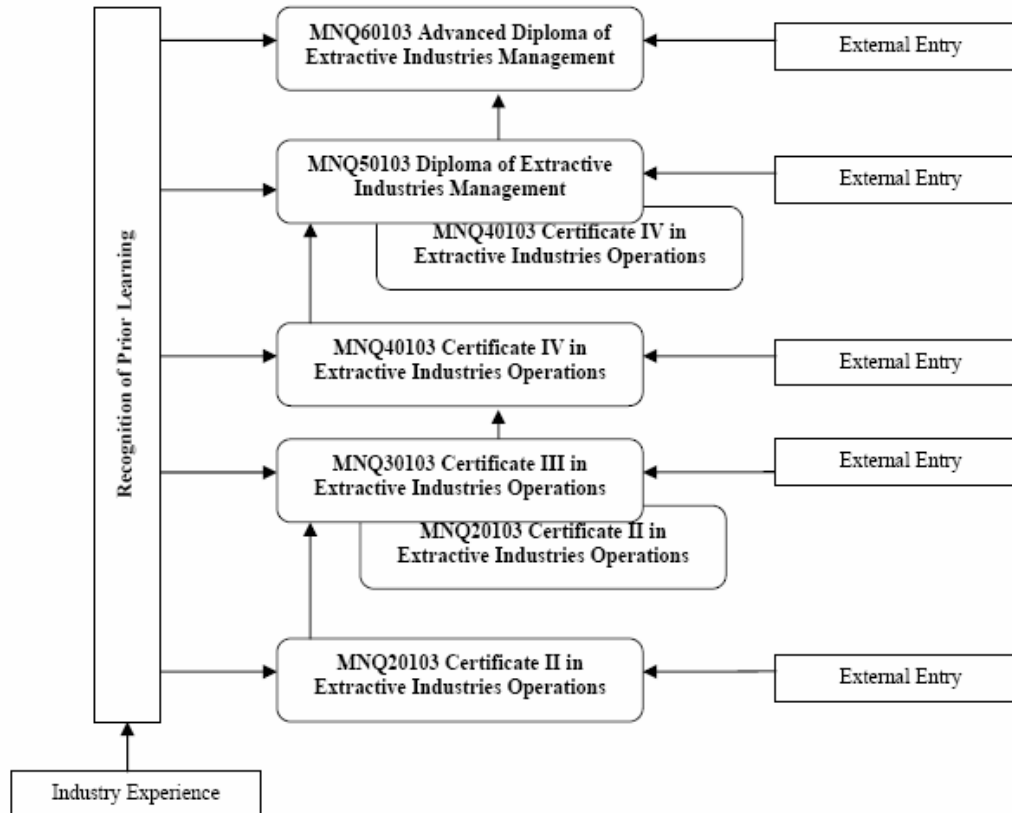 MNQ60103 Advanced Diploma of
Extractive Industries Management
External Entry
MNQ50103 Diploma of Extractive
Industries Management
External Entry
MNQ40103 Certificate IV in
Extractive Industries Operations
Recognition of Prior Learning
MNQ40103 Certificate IV in
Extractive Industries Operations
External Entry
MNQ30103 Certificate III in
Extractive Industries Operations
External Entry
MNQ20103 Certificate II in
Extractive Industries Operations
MNQ20103 Certificate II in
Extractive Industries Operations
External Entry
Industry Experience